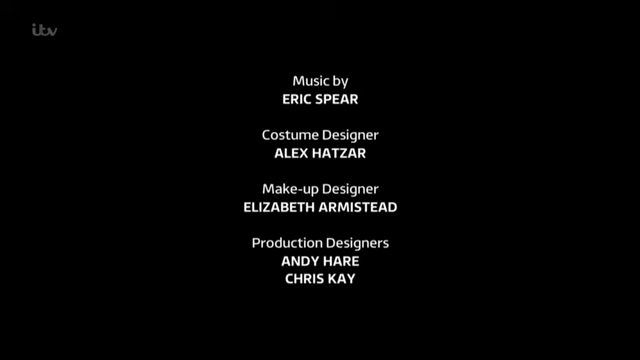 itv
Music by
ERIC SPEAR
Costume Designer
ALEX HATZAR
Make-up Designer
ELIZABETH ARMISTEAD
Production Designers
ANDY HARE
CHRIS KAY